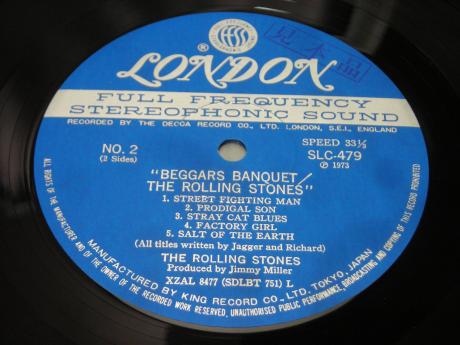 見本品
®
LONDON
FULL FREQUENCY
STEREOPHONIC SOUND
RECORDED BY THE DECCA RECORD CO., LTD. LONDON, S.E.I., ENGLAND
NO. 2
(2 Sides)
SPEED 33⅓
SLC-479
Ⓟ 1973
"BEGGARS BANQUET/
THE ROLLING STONES"
1. STREET FIGHTING MAN
2. PRODIGAL SON
3. STRAY CAT BLUES
4. FACTORY GIRL
5. SALT OF THE EARTH
(All titles written by Jagger and Richard)
THE ROLLING STONES
Produced by Jimmy Miller
XZAL 8477 (SDLBT 751) L
MANUFACTURED BY KING RECORD CO., LTD. TOKYO, JAPAN
ALL RIGHTS OF THE MANUFACTURER AND OF THE OWNER OF THE RECORDED WORK RESERVED. UNAUTHORISED PUBLIC PERFORMANCE, BROADCASTING AND COPYING OF THIS RECORD PROHIBITED